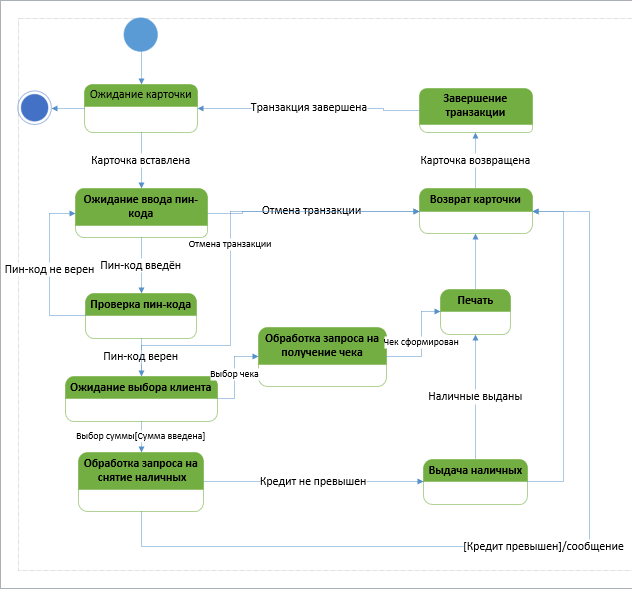 Ожидание карточки
Завершение
транзакции
Транзакция завершена
Карточка вставлена
Карточка возвращена
Ожидание ввода пин-
кода
Возврат карточки
Отмена транзакции
Отмена транзакции
Пин-код не верен
Пин-код введён
Проверка пин-кода
Печать
Обработка запроса на
получение чека
Чек сформирован
Пин-код верен
Выбор чека
Ожидание выбора клиента
Наличные выданы
Выбор суммы[Сумма введена]
Обработка запроса на
снятие наличных
Выдача наличных
Кредит не превышен
[Кредит превышен]/сообщение